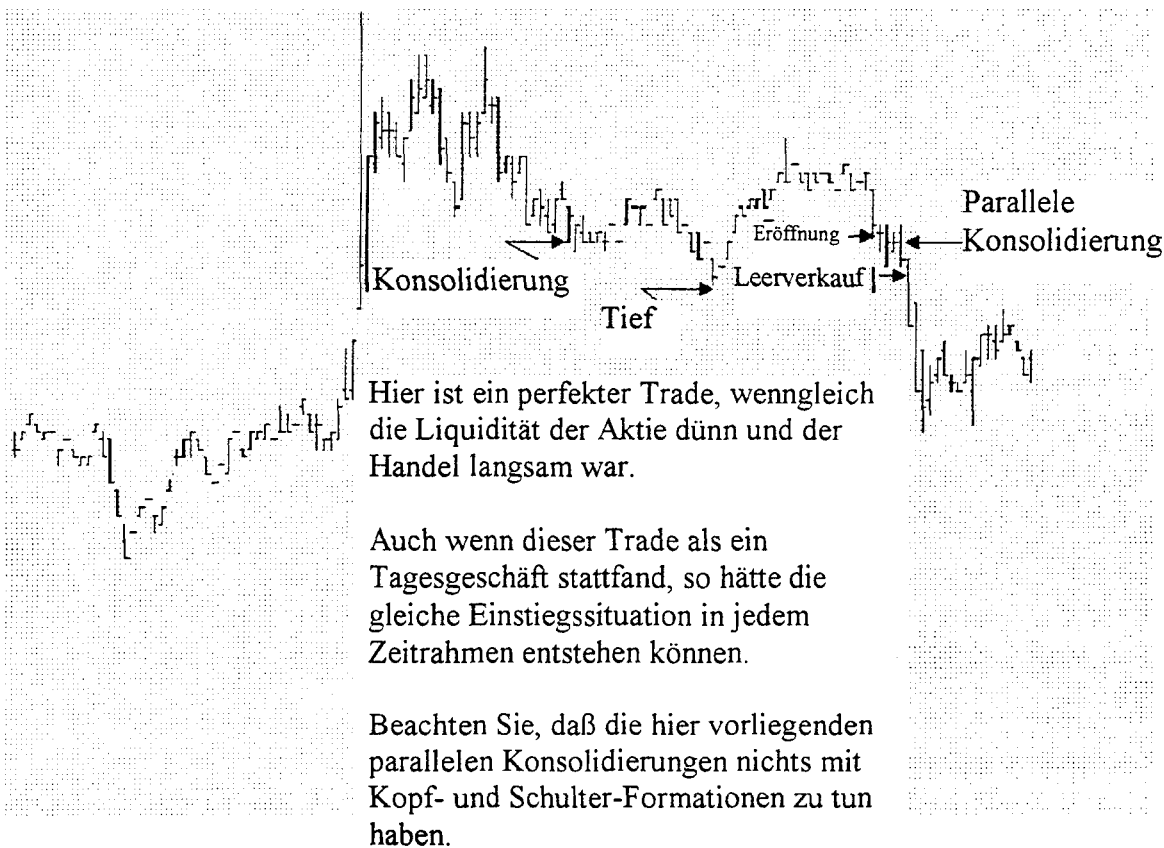 Parallele
Eröffnung
Konsolidierung
Konsolidierung
Leerverkauf
Tief
Hier ist ein perfekter Trade, wenngleich
die Liquidität der Aktie dünn und der
Handel langsam war.
Auch wenn dieser Trade als ein
Tagesgeschäft stattfand, so hätte die
gleiche Einstiegssituation in jedem
Zeitrahmen entstehen können.
Beachten Sie, daß die hier vorliegenden
parallelen Konsolidierungen nichts mit
Kopf- und Schulter-Formationen zu tun
haben.